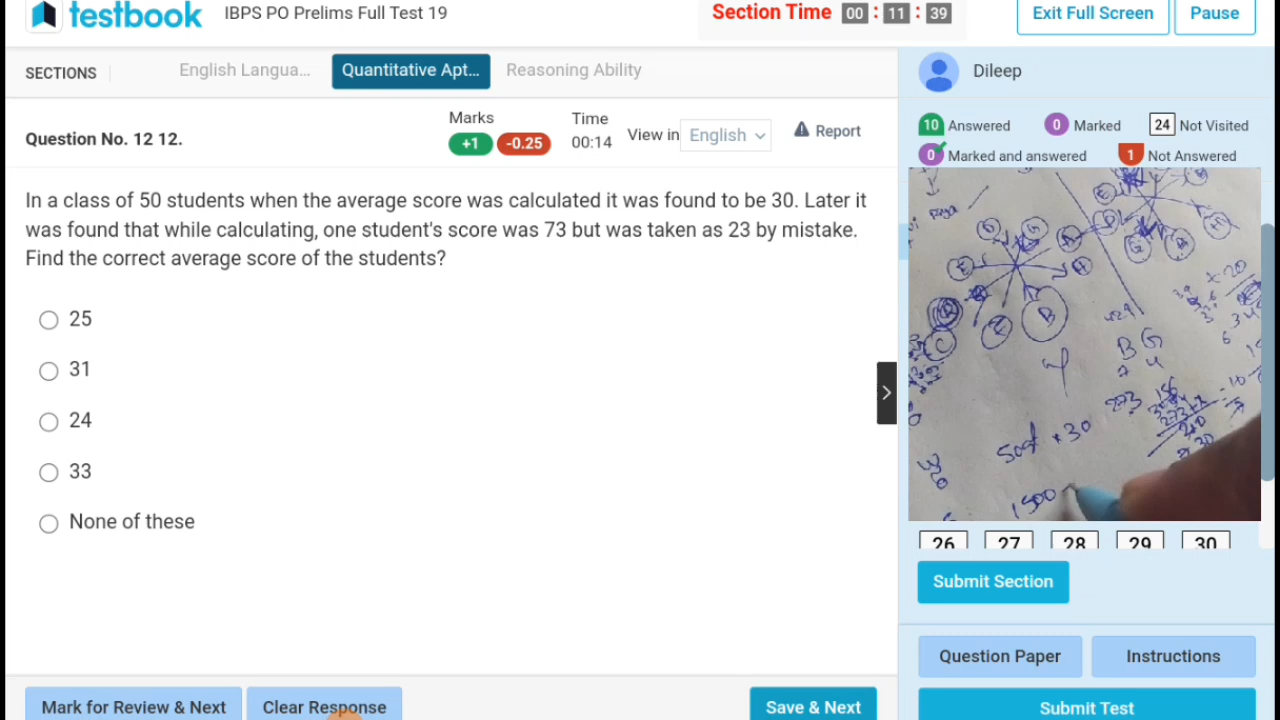 testbook
IBPS PO Prelims Full Test 19
Section Time 00 : 11 : 39
Exit Full Screen
Pause
SECTIONS
English Langua...
Quantitative Apt...
Reasoning Ability
Dileep
Question No. 12 12.
Marks
+1 -0.25
Time
00:14
View in English
Report
10 Answered
0 Marked
24 Not Visited
0 Marked and answered
1 Not Answered
In a class of 50 students when the average score was calculated it was found to be 30. Later it
was found that while calculating, one student's score was 73 but was taken as 23 by mistake.
Find the correct average score of the students?
25
31
24
33
None of these
B G
7 4
1500
26 27 28 29 30
Submit Section
Question Paper
Instructions
Mark for Review & Next
Clear Response
Save & Next
Submit Test